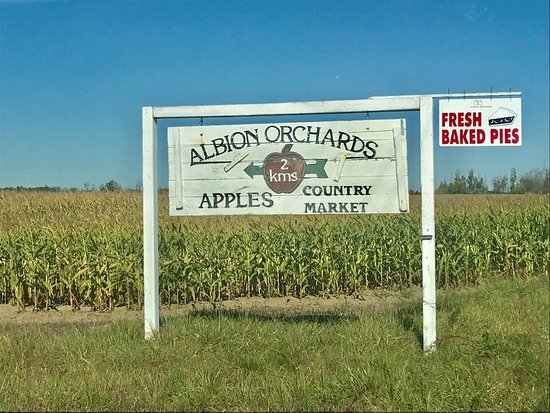 ALBION ORCHARDS
2
kms
APPLES
COUNTRY
MARKET
FRESH
BAKED PIES